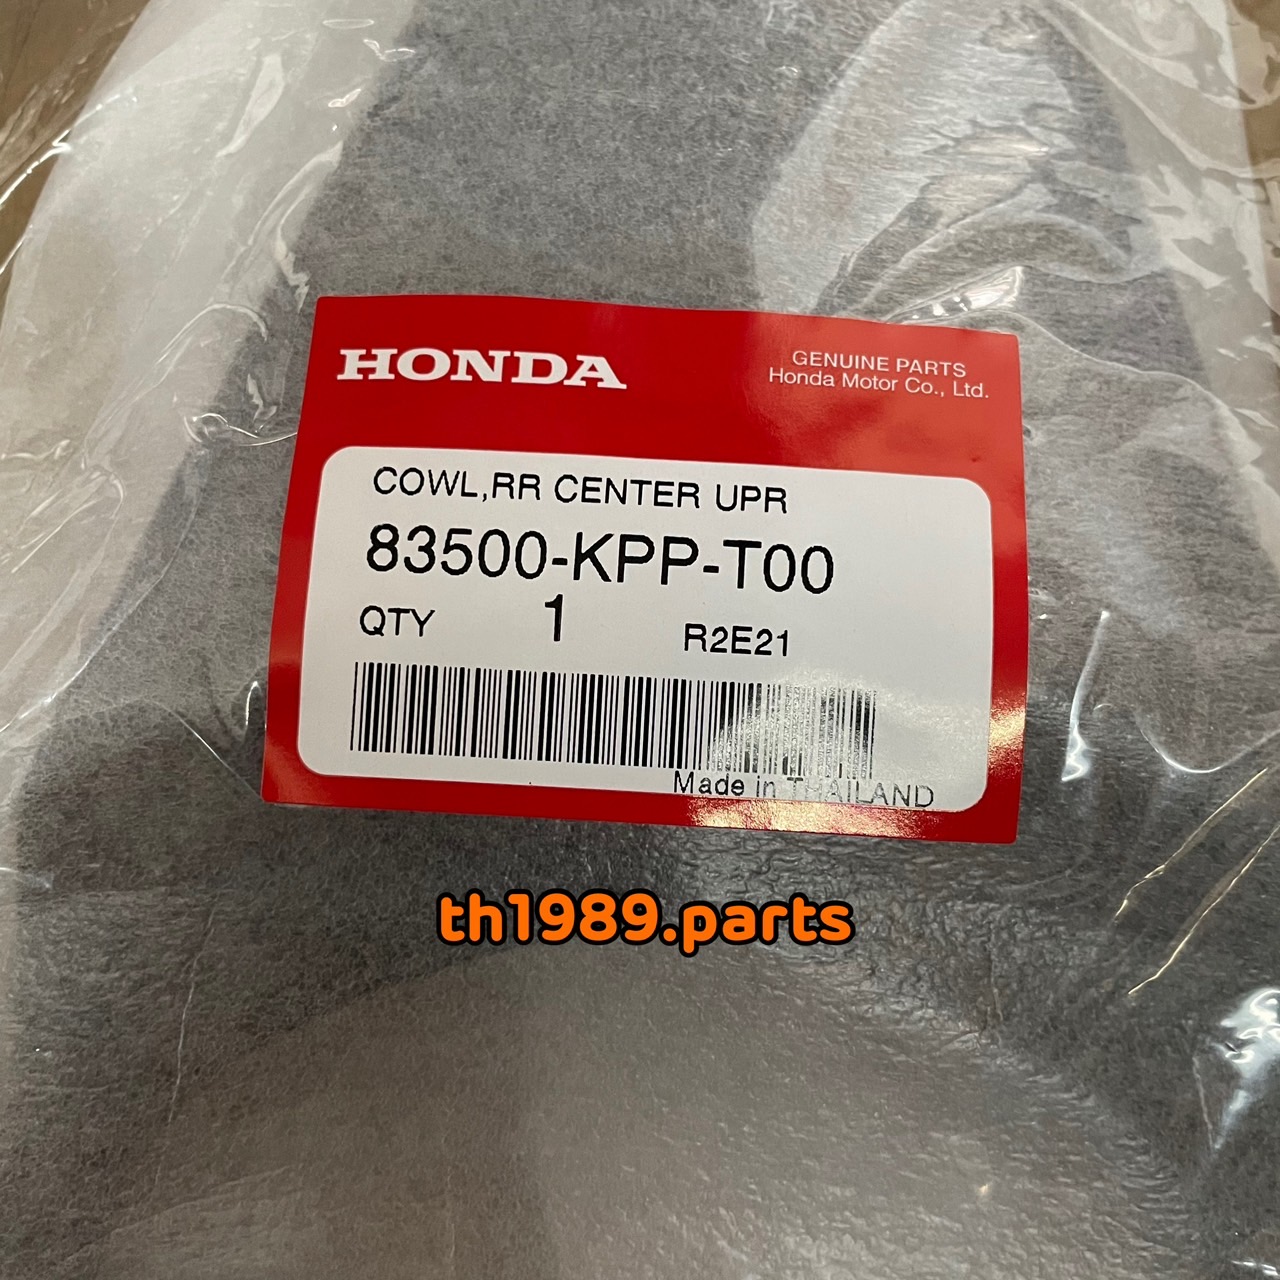 HONDA
GENUINE PARTS
Honda Motor Co., Ltd.
COWL,RR CENTER UPR
83500-KPP-T00
QTY 1 R2E21
Made in THAILAND
th1989.parts